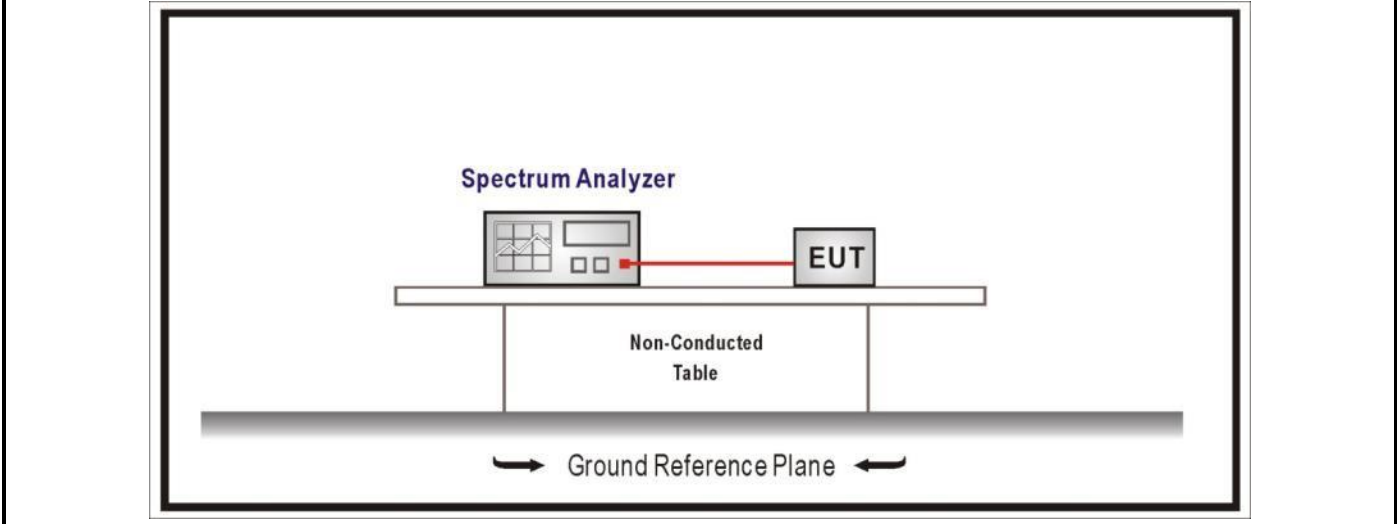 Spectrum Analyzer
EUT
Non-Conducted
Table
Ground Reference Plane